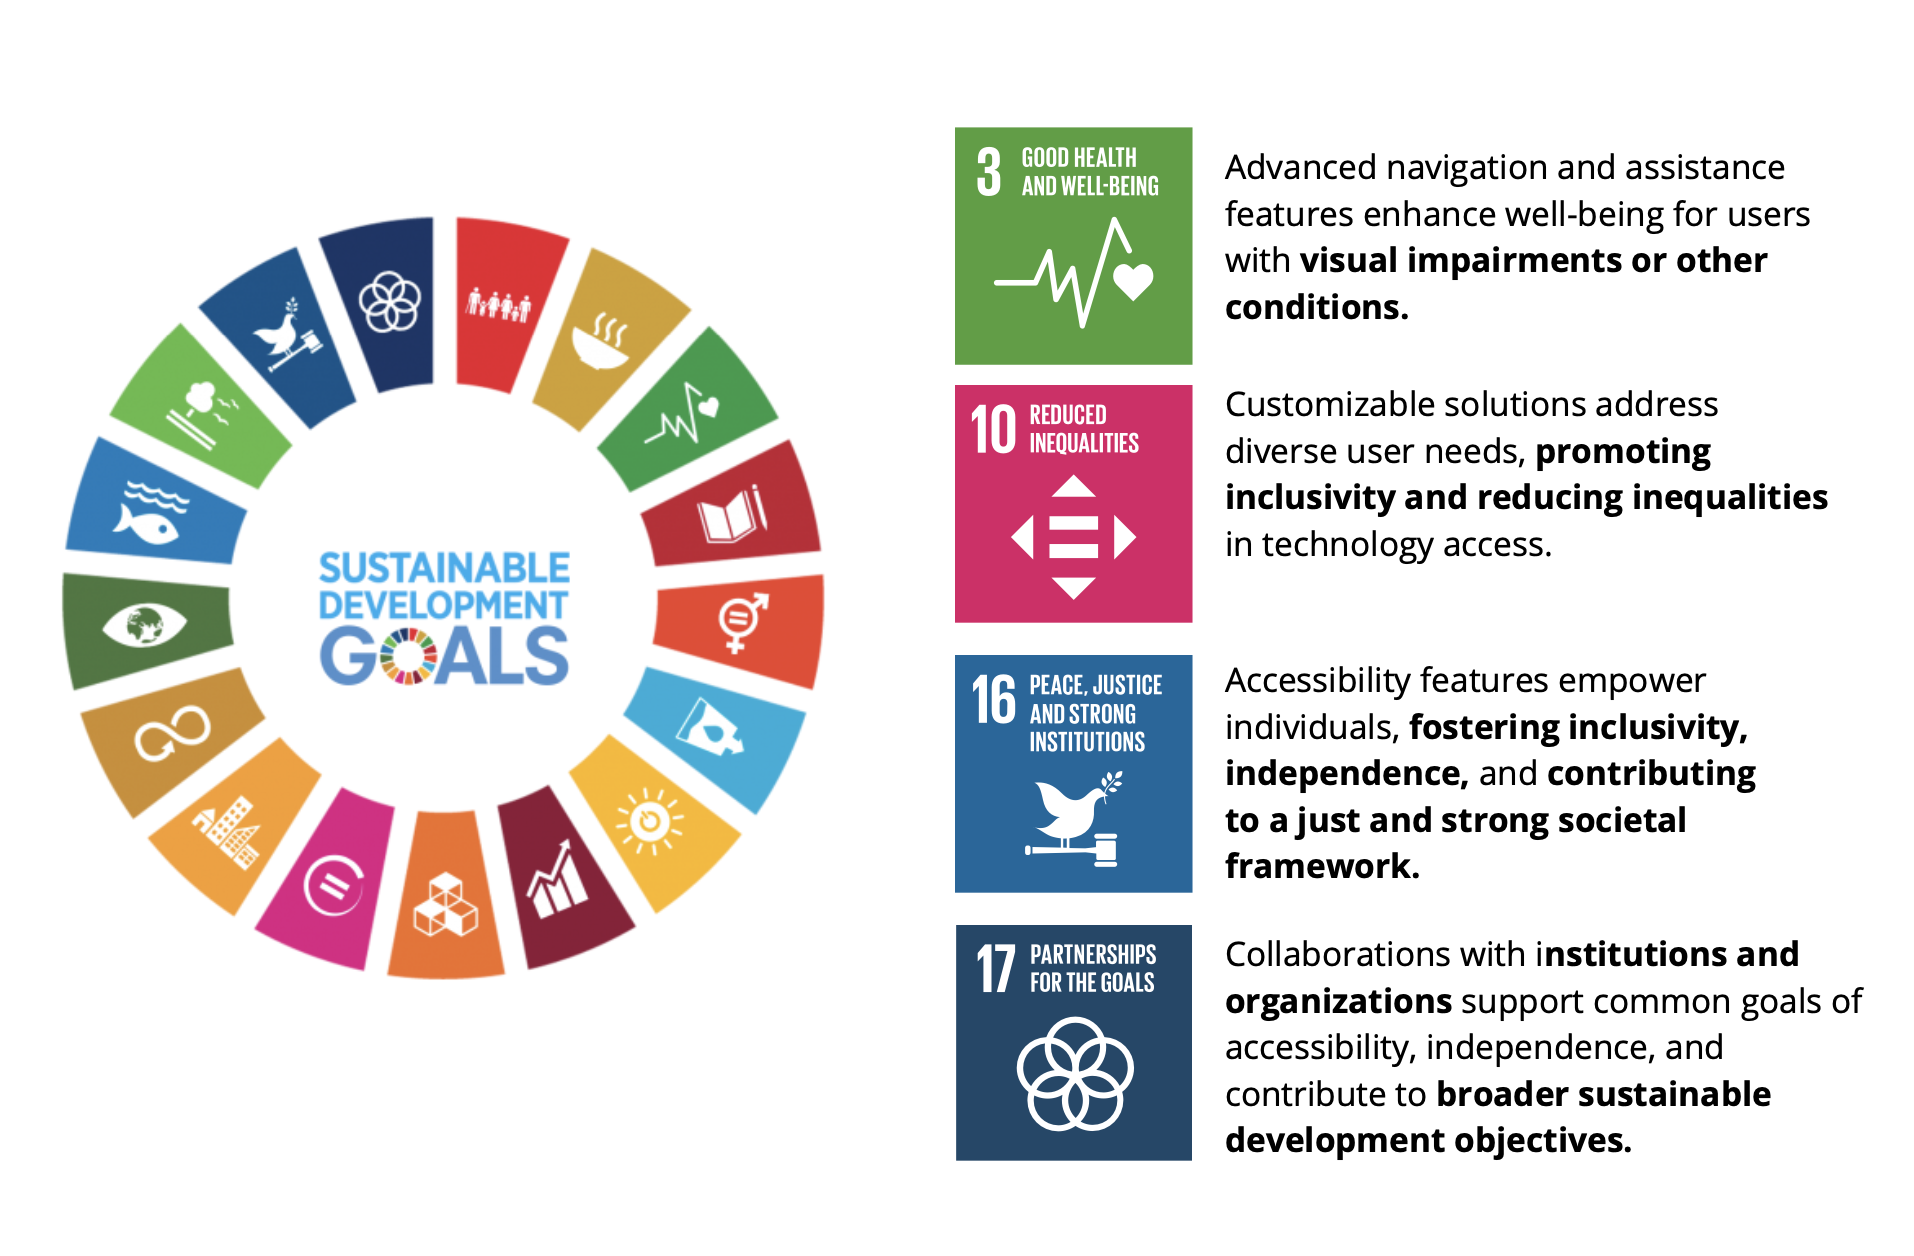 SUSTAINABLE
DEVELOPMENT
GOALS
3 GOOD HEALTH
AND WELL-BEING
Advanced navigation and assistance
features enhance well-being for users
with visual impairments or other
conditions.
10 REDUCED
INEQUALITIES
Customizable solutions address
diverse user needs, promoting
inclusivity and reducing inequalities
in technology access.
16 PEACE, JUSTICE
AND STRONG
INSTITUTIONS
Accessibility features empower
individuals, fostering inclusivity,
independence, and contributing
to a just and strong societal
framework.
17 PARTNERSHIPS
FOR THE GOALS
Collaborations with institutions and
organizations support common goals of
accessibility, independence, and
contribute to broader sustainable
development objectives.